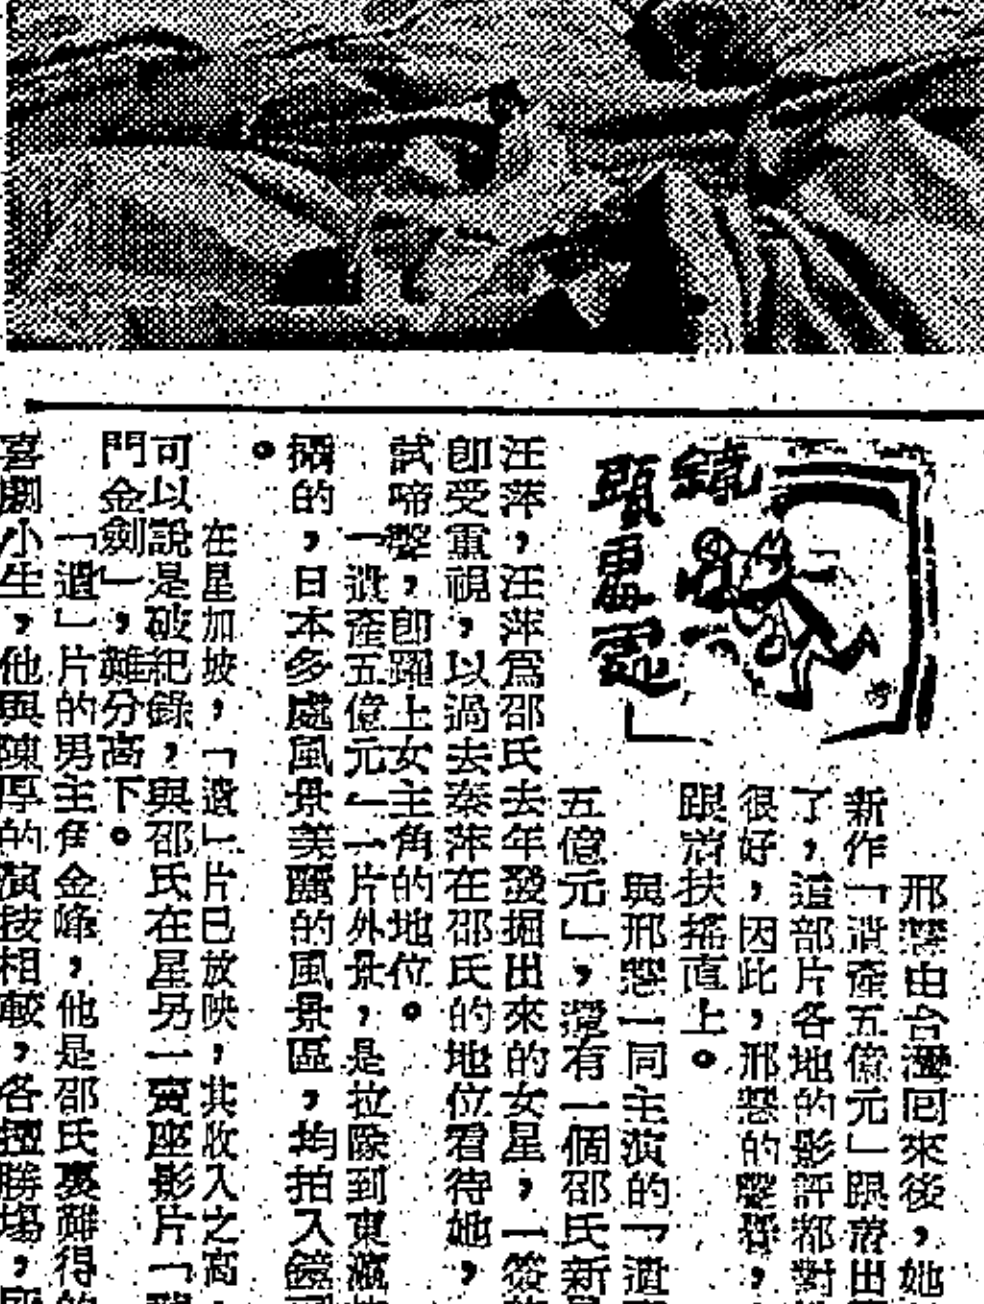 邢慧由台灣回來後，她
新作「遺產五億元」跟着出
了，這部片各地的影評都對
很好，因此，邢慧的聲譽，
跟着扶搖直上。
與邢慧一同主演的「遺
五億元」，還有一個邵氏新
汪萍，汪萍爲邵氏去年發掘出來的女星，一簽
卽受重視，以過去秦萍在邵氏的地位看待她，
試啼聲，卽躍上女主角的地位。
「遺產五億元」一片外景，是拉隊到東瀛
攝的，日本多處風景美麗的風景區，均拍入鏡
。
在星加坡，「遺」片已放映，其收入之高，
可以說是破紀錄，與邵氏在星另一賣座影片「
門金劍」，難分高下。
「遺」片的男主角金峰，他是邵氏裏難得的
喜劇小生，他與陳厚的演技相較，各擅勝場，